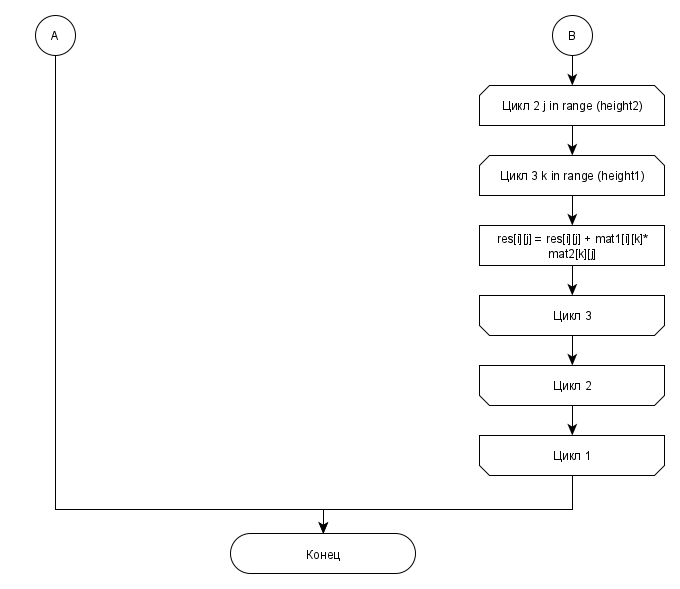 A
B
Цикл 2 j in range (height2)
Цикл 3 k in range (height1)
res[i][j] = res[i][j] + mat1[i][k]*
mat2[k][j]
Цикл 3
Цикл 2
Цикл 1
Конец